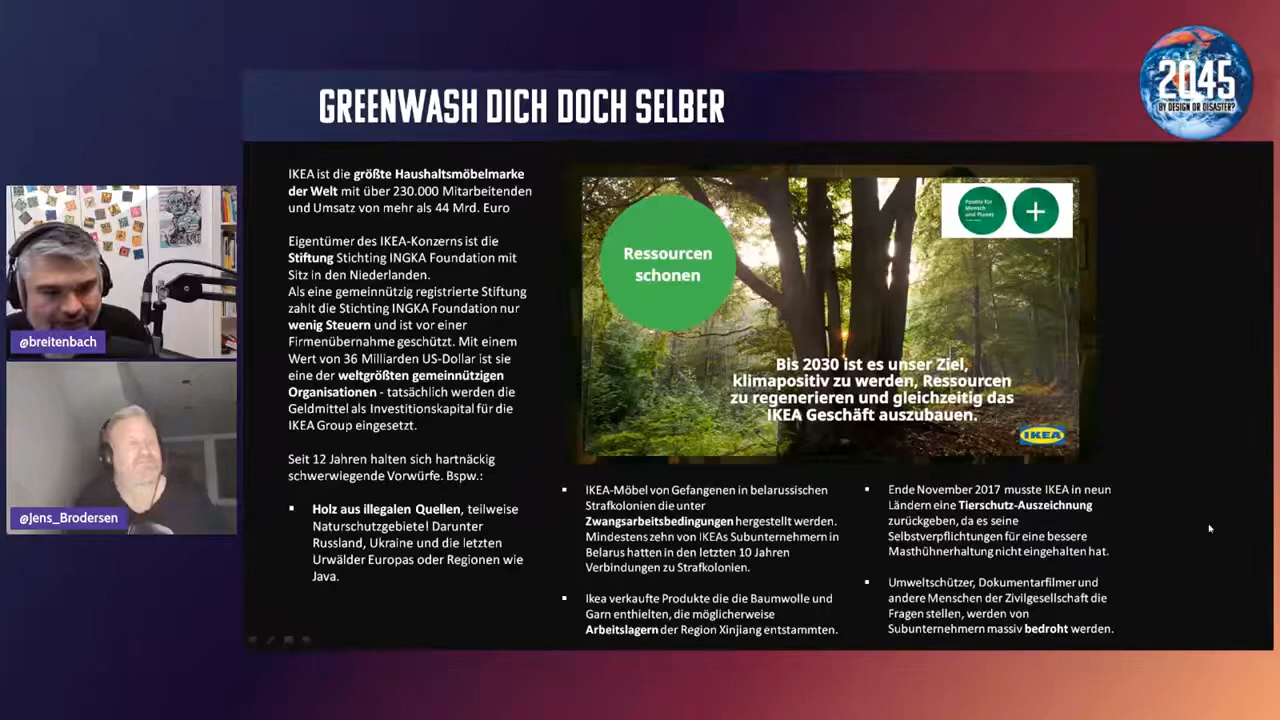 2045
BY DESIGN OR DISASTER?
GREENWASH DICH DOCH SELBER
@breitenbach
@Jens_Brodersen
IKEA ist die größte Haushaltsmöbelmarke
der Welt mit über 230.000 Mitarbeitenden
und Umsatz von mehr als 44 Mrd. Euro
Eigentümer des IKEA-Konzerns ist die
Stiftung Stichting INGKA Foundation mit
Sitz in den Niederlanden.
Als eine gemeinnützig registrierte Stiftung
zahlt die Stichting INGKA Foundation nur
wenig Steuern und ist vor einer
Firmenübernahme geschützt. Mit einem
Wert von 36 Milliarden US-Dollar ist sie
eine der weltgrößten gemeinnützigen
Organisationen - tatsächlich werden die
Geldmittel als Investitionskapital für die
IKEA Group eingesetzt.
Seit 12 Jahren halten sich hartnäckig
schwerwiegende Vorwürfe. Bspw.:
▪ Holz aus illegalen Quellen, teilweise
Naturschutzgebiete! Darunter
Russland, Ukraine und die letzten
Urwälder Europas oder Regionen wie
Java.
Ressourcen
schonen
Positiv für
Mensch
und Planet
+
Bis 2030 ist es unser Ziel,
klimapositiv zu werden, Ressourcen
zu regenerieren und gleichzeitig das
IKEA Geschäft auszubauen.
IKEA
▪ IKEA-Möbel von Gefangenen in belarussischen
Strafkolonien die unter
Zwangsarbeitsbedingungen hergestellt werden.
Mindestens zehn von IKEAs Subunternehmern in
Belarus hatten in den letzten 10 Jahren
Verbindungen zu Strafkolonien.
▪ Ikea verkaufte Produkte die die Baumwolle und
Garn enthielten, die möglicherweise
Arbeitslagern der Region Xinjiang entstammten.
▪ Ende November 2017 musste IKEA in neun
Ländern eine Tierschutz-Auszeichnung
zurückgeben, da es seine
Selbstverpflichtungen für eine bessere
Masthühnerhaltung nicht eingehalten hat.
▪ Umweltschützer, Dokumentarfilmer und
andere Menschen der Zivilgesellschaft die
Fragen stellen, werden von
Subunternehmern massiv bedroht werden.